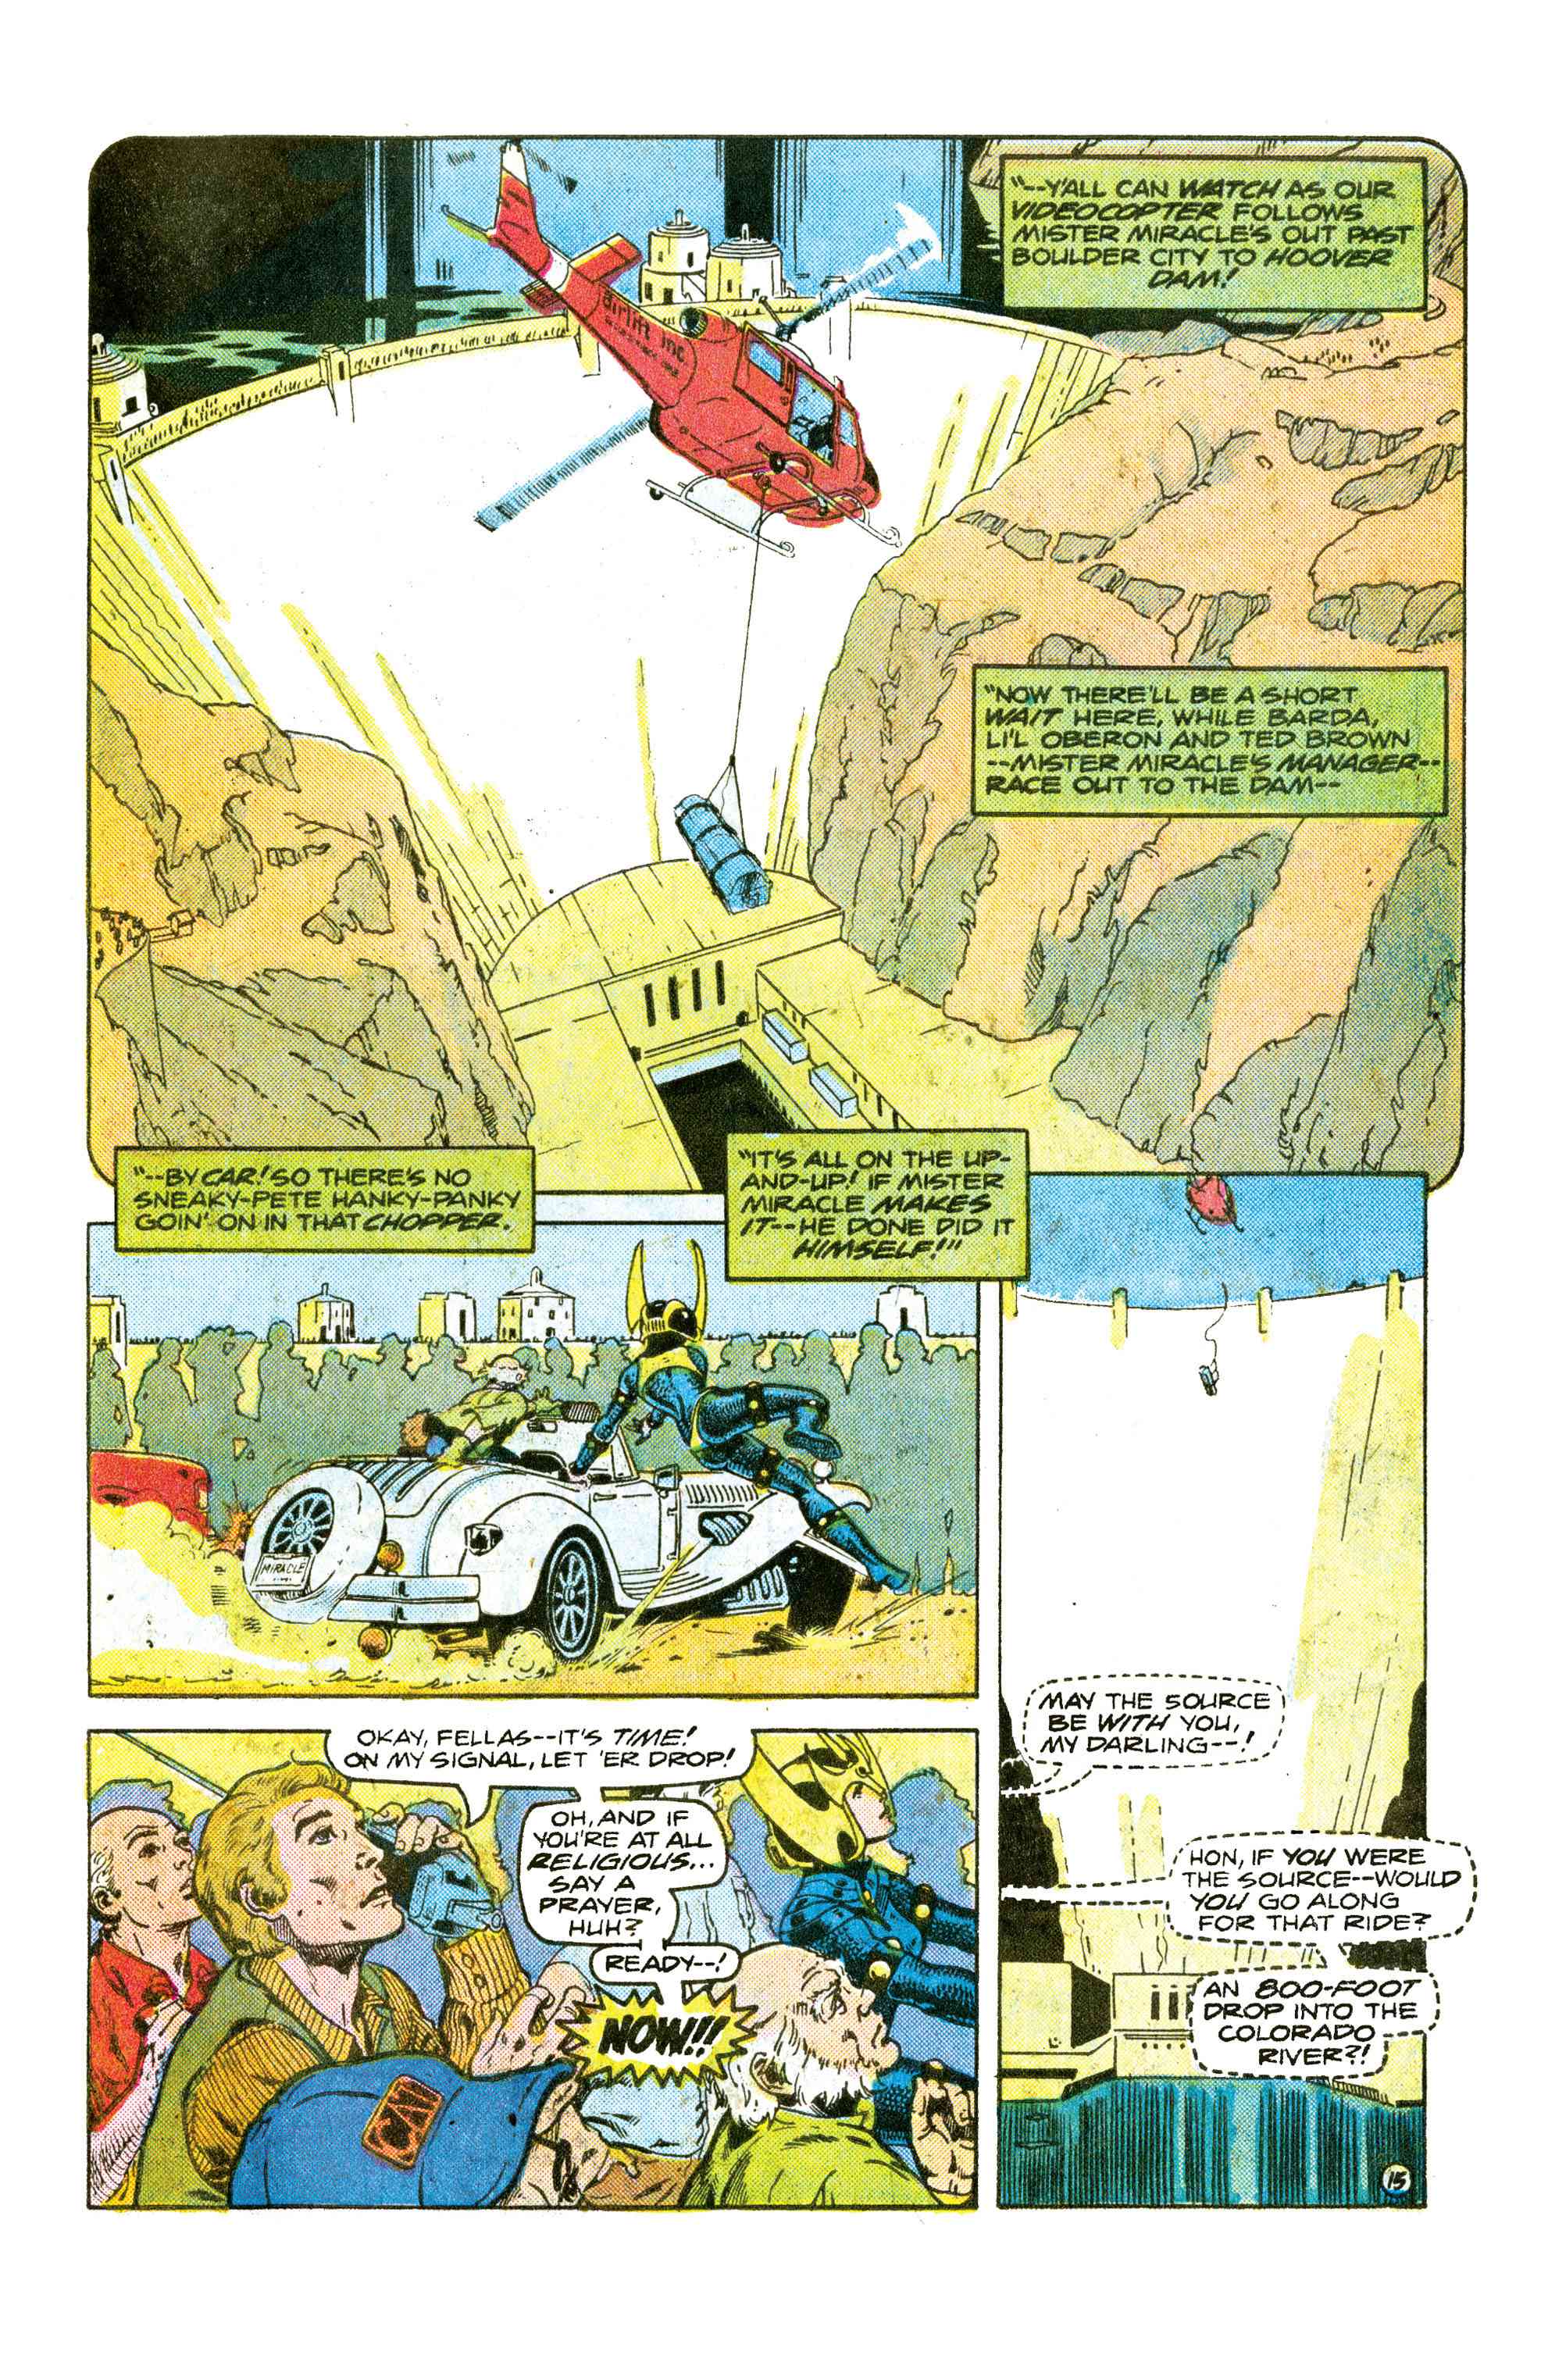 "--Y'ALL CAN WATCH AS OUR
VIDEOCOPTER FOLLOWS
MISTER MIRACLE'S OUT PAST
BOULDER CITY TO HOOVER
DAM!
airlift inc.
"NOW THERE'LL BE A SHORT
WAIT HERE, WHILE BARDA,
LI'L OBERON AND TED BROWN
--MISTER MIRACLE'S MANAGER--
RACE OUT TO THE DAM--
"--BY CAR! SO THERE'S NO
SNEAKY-PETE HANKY-PANKY
GOIN' ON IN THAT CHOPPER.
"IT'S ALL ON THE UP-
AND-UP! IF MISTER
MIRACLE MAKES
IT--HE DONE DID IT
HIMSELF!"
MIRACLE
OKAY, FELLAS--IT'S TIME!
ON MY SIGNAL, LET 'ER DROP!
OH, AND IF
YOU'RE AT ALL
RELIGIOUS...
SAY A
PRAYER,
HUH?
READY--!
NOW!!
CAT
MAY THE SOURCE
BE WITH YOU,
MY DARLING--!
HON, IF YOU WERE
THE SOURCE--WOULD
YOU GO ALONG
FOR THAT RIDE?
AN 800-FOOT
DROP INTO THE
COLORADO
RIVER?!
15